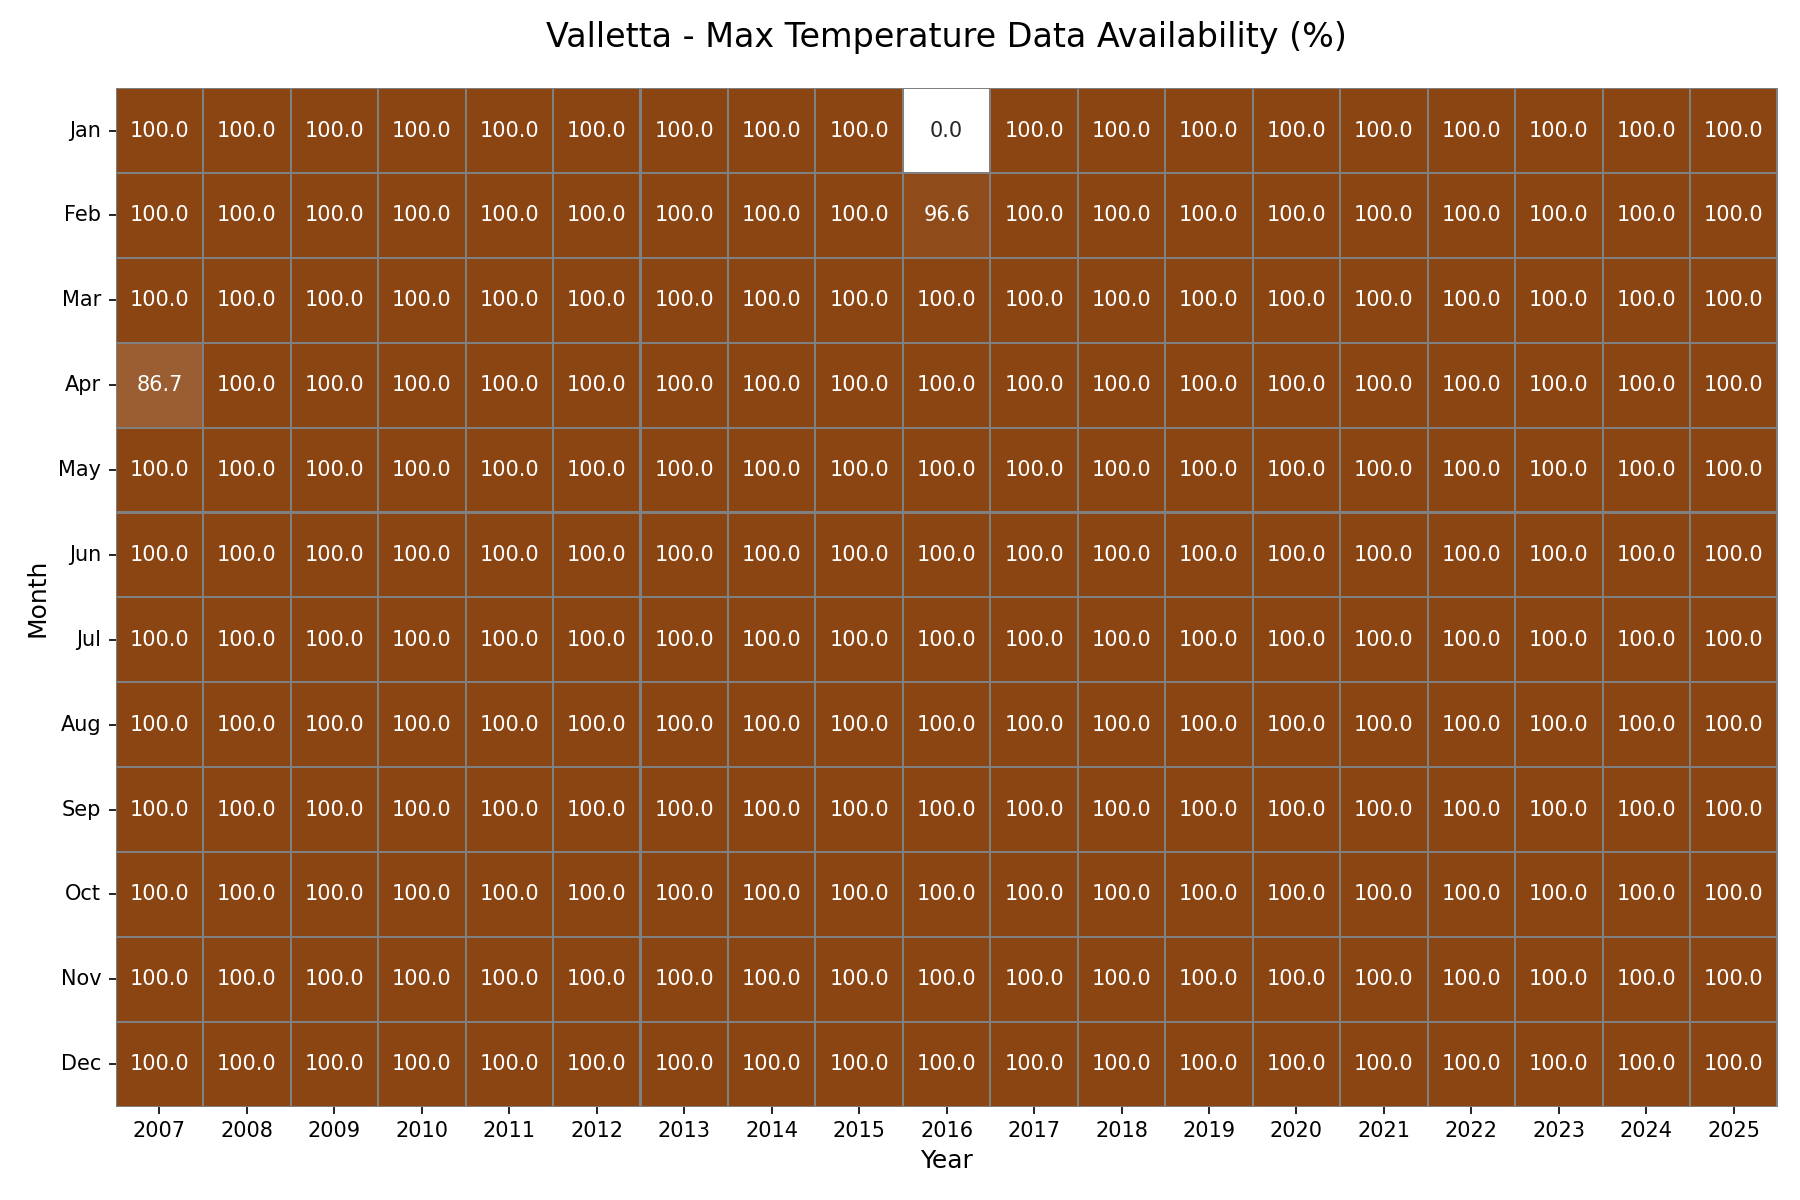 Valletta - Max Temperature Data Availability (%)
Jan 100.0 100.0 100.0 100.0 100.0 100.0 100.0 100.0 100.0 0.0 100.0 100.0 100.0 100.0 100.0 100.0 100.0 100.0 100.0
Feb 100.0 100.0 100.0 100.0 100.0 100.0 100.0 100.0 100.0 96.6 100.0 100.0 100.0 100.0 100.0 100.0 100.0 100.0 100.0
Mar 100.0 100.0 100.0 100.0 100.0 100.0 100.0 100.0 100.0 100.0 100.0 100.0 100.0 100.0 100.0 100.0 100.0 100.0 100.0
Apr 86.7 100.0 100.0 100.0 100.0 100.0 100.0 100.0 100.0 100.0 100.0 100.0 100.0 100.0 100.0 100.0 100.0 100.0 100.0
May 100.0 100.0 100.0 100.0 100.0 100.0 100.0 100.0 100.0 100.0 100.0 100.0 100.0 100.0 100.0 100.0 100.0 100.0 100.0
Jun 100.0 100.0 100.0 100.0 100.0 100.0 100.0 100.0 100.0 100.0 100.0 100.0 100.0 100.0 100.0 100.0 100.0 100.0 100.0
Jul 100.0 100.0 100.0 100.0 100.0 100.0 100.0 100.0 100.0 100.0 100.0 100.0 100.0 100.0 100.0 100.0 100.0 100.0 100.0
Aug 100.0 100.0 100.0 100.0 100.0 100.0 100.0 100.0 100.0 100.0 100.0 100.0 100.0 100.0 100.0 100.0 100.0 100.0 100.0
Sep 100.0 100.0 100.0 100.0 100.0 100.0 100.0 100.0 100.0 100.0 100.0 100.0 100.0 100.0 100.0 100.0 100.0 100.0 100.0
Oct 100.0 100.0 100.0 100.0 100.0 100.0 100.0 100.0 100.0 100.0 100.0 100.0 100.0 100.0 100.0 100.0 100.0 100.0 100.0
Nov 100.0 100.0 100.0 100.0 100.0 100.0 100.0 100.0 100.0 100.0 100.0 100.0 100.0 100.0 100.0 100.0 100.0 100.0 100.0
Dec 100.0 100.0 100.0 100.0 100.0 100.0 100.0 100.0 100.0 100.0 100.0 100.0 100.0 100.0 100.0 100.0 100.0 100.0 100.0
2007 2008 2009 2010 2011 2012 2013 2014 2015 2016 2017 2018 2019 2020 2021 2022 2023 2024 2025
Year
Month